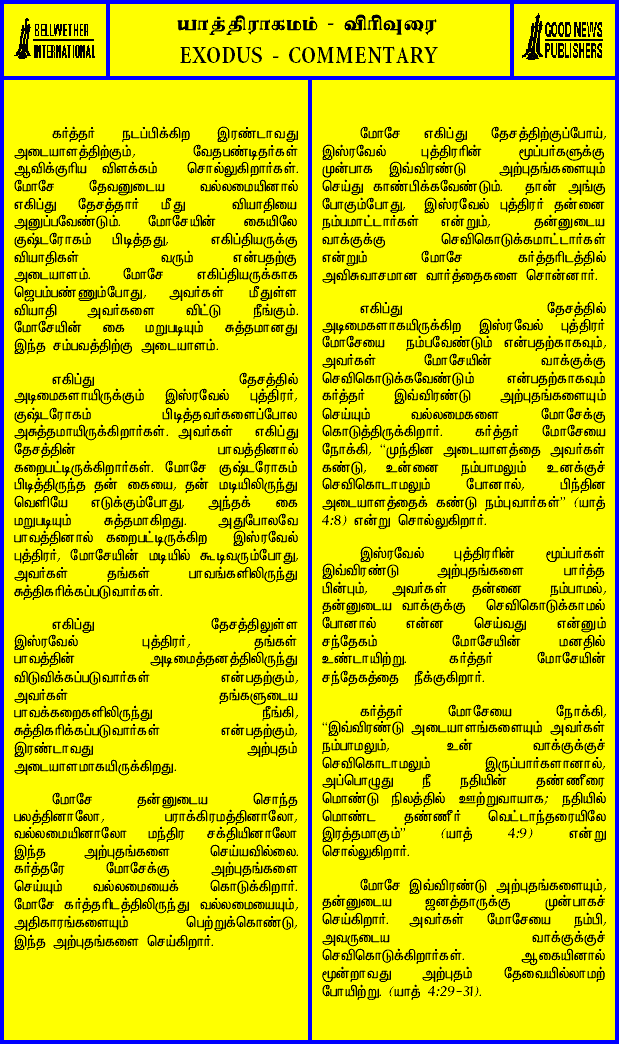 BELLWETHER
INTERNATIONAL
யாத்திராகமம் - விரிவுரை
EXODUS - COMMENTARY
GOOD NEWS
PUBLISHERS
கர்த்தர் நடப்பிக்கிற இரண்டாவது
அடையாளத்திற்கும், வேதபண்டிதர்கள்
ஆவிக்குரிய விளக்கம் சொல்லுகிறார்கள்.
மோசே தேவனுடைய வல்லமையினால்
எகிப்து தேசத்தார் மீது வியாதியை
அனுப்பவேண்டும். மோசேயின் கையிலே
குஷ்டரோகம் பிடித்தது, எகிப்தியருக்கு
வியாதிகள் வரும் என்பதற்கு
அடையாளம். மோசே எகிப்தியருக்காக
ஜெபம்பண்ணும்போது, அவர்கள் மீதுள்ள
வியாதி அவர்களை விட்டு நீங்கும்.
மோசேயின் கை மறுபடியும் சுத்தமானது
இந்த சம்பவத்திற்கு அடையாளம்.
எகிப்து தேசத்தில்
அடிமைகளாயிருக்கும் இஸ்ரவேல் புத்திரர்,
குஷ்டரோகம் பிடித்தவர்களைப்போல
அசுத்தமாயிருக்கிறார்கள். அவர்கள் எகிப்து
தேசத்தின் பாவத்தினால்
கறைபட்டிருக்கிறார்கள். மோசே குஷ்டரோகம்
பிடித்திருந்த தன் கையை, தன் மடியிலிருந்து
வெளியே எடுக்கும்போது, அந்தக் கை
மறுபடியும் சுத்தமாகிறது. அதுபோலவே
பாவத்தினால் கறைபட்டிருக்கிற இஸ்ரவேல்
புத்திரர், மோசேயின் மடியில் கூடிவரும்போது,
அவர்கள் தங்கள் பாவங்களிலிருந்து
சுத்திகரிக்கப்படுவார்கள்.
எகிப்து தேசத்திலுள்ள
இஸ்ரவேல் புத்திரர், தங்கள்
பாவத்தின் அடிமைத்தனத்திலிருந்து
விடுவிக்கப்படுவார்கள் என்பதற்கும்,
அவர்கள் தங்களுடைய
பாவக்கறைகளிலிருந்து நீங்கி,
சுத்திகரிக்கப்படுவார்கள் என்பதற்கும்,
இரண்டாவது அற்புதம்
அடையாளமாகயிருக்கிறது.
மோசே தன்னுடைய சொந்த
பலத்தினாலோ, பராக்கிரமத்தினாலோ,
வல்லமையினாலோ மந்திர சக்தியினாலோ
இந்த அற்புதங்களை செய்யவில்லை.
கர்த்தரே மோசேக்கு அற்புதங்களை
செய்யும் வல்லமையைக் கொடுக்கிறார்.
மோசே கர்த்தரிடத்திலிருந்து வல்லமையையும்,
அதிகாரங்களையும் பெற்றுக்கொண்டு,
இந்த அற்புதங்களை செய்கிறார்.
மோசே எகிப்து தேசத்திற்குப்போய்,
இஸ்ரவேல் புத்திரரின் மூப்பர்களுக்கு
முன்பாக இவ்விரண்டு அற்புதங்களையும்
செய்து காண்பிக்கவேண்டும். தான் அங்கு
போகும்போது, இஸ்ரவேல் புத்திரர் தன்னை
நம்பமாட்டார்கள் என்றும், தன்னுடைய
வாக்குக்கு செவிகொடுக்கமாட்டார்கள்
என்றும் மோசே கர்த்தரிடத்தில்
அவிசுவாசமான வார்த்தைகளை சொன்னார்.
எகிப்து தேசத்தில்
அடிமைகளாகயிருக்கிற இஸ்ரவேல் புத்திரர்
மோசேயை நம்பவேண்டும் என்பதற்காகவும்,
அவர்கள் மோசேயின் வாக்குக்கு
செவிகொடுக்கவேண்டும் என்பதற்காகவும்
கர்த்தர் இவ்விரண்டு அற்புதங்களையும்
செய்யும் வல்லமைகளை மோசேக்கு
கொடுத்திருக்கிறார். கர்த்தர் மோசேயை
நோக்கி, "முந்தின அடையாளத்தை அவர்கள்
கண்டு, உன்னை நம்பாமலும் உனக்குச்
செவிகொடாமலும் போனால், பிந்தின
அடையாளத்தைக் கண்டு நம்புவார்கள்" (யாத்
4:8) என்று சொல்லுகிறார்.
இஸ்ரவேல் புத்திரரின் மூப்பர்கள்
இவ்விரண்டு அற்புதங்களை பார்த்த
பின்பும், அவர்கள் தன்னை நம்பாமல்,
தன்னுடைய வாக்குக்கு செவிகொடுக்காமல்
போனால் என்ன செய்வது என்னும்
சந்தேகம் மோசேயின் மனதில்
உண்டாயிற்று. கர்த்தர் மோசேயின்
சந்தேகத்தை நீக்குகிறார்.
கர்த்தர் மோசேயை நோக்கி,
"இவ்விரண்டு அடையாளங்களையும் அவர்கள்
நம்பாமலும், உன் வாக்குக்குச்
செவிகொடாமலும் இருப்பார்களானால்,
அப்பொழுது நீ நதியின் தண்ணீரை
மொண்டு நிலத்தில் ஊற்றுவாயாக; நதியில்
மொண்ட தண்ணீர் வெட்டாந்தரையிலே
இரத்தமாகும்" (யாத் 4:9) என்று
சொல்லுகிறார்.
மோசே இவ்விரண்டு அற்புதங்களையும்,
தன்னுடைய ஜனத்தாருக்கு முன்பாகச்
செய்கிறார். அவர்கள் மோசேயை நம்பி,
அவருடைய வாக்குக்குச்
செவிகொடுக்கிறார்கள். ஆகையினால்
மூன்றாவது அற்புதம் தேவையில்லாமற்
போயிற்று. (யாத் 4:29-31).